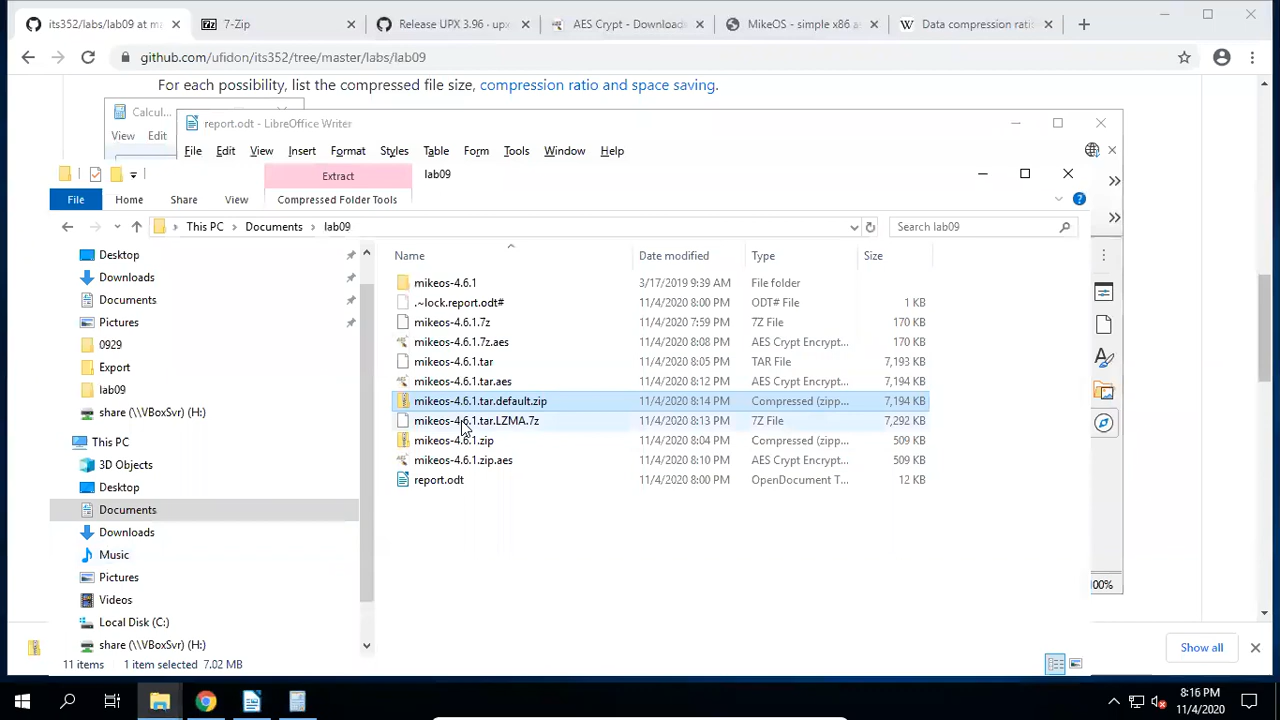 its352/labs/lab09 at ma
7-Zip
Release UPX 3.96 · upx
AES Crypt - Downloads
MikeOS - simple x86 as
Data compression ratio
github.com/ufidon/its352/tree/master/labs/lab09
For each possibility, list the compressed file size, compression ratio and space saving.
Calcul...
View Edit
report.odt - LibreOffice Writer
File Edit View Insert Format Styles Table Form Tools Window Help
Extract
lab09
File Home Share View Compressed Folder Tools
This PC Documents lab09
Search lab09
Desktop
Downloads
Documents
Pictures
0929
Export
lab09
share (\\VBoxSvr) (H:)
This PC
3D Objects
Desktop
Documents
Downloads
Music
Pictures
Videos
Local Disk (C:)
share (\\VBoxSvr) (H:)
Name Date modified Type Size
mikeos-4.6.1 3/17/2019 9:39 AM File folder
.~lock.report.odt# 11/4/2020 8:00 PM ODT# File 1 KB
mikeos-4.6.1.7z 11/4/2020 7:59 PM 7Z File 170 KB
mikeos-4.6.1.7z.aes 11/4/2020 8:08 PM AES Crypt Encrypt... 170 KB
mikeos-4.6.1.tar 11/4/2020 8:05 PM TAR File 7,193 KB
mikeos-4.6.1.tar.aes 11/4/2020 8:12 PM AES Crypt Encrypt... 7,194 KB
mikeos-4.6.1.tar.default.zip 11/4/2020 8:14 PM Compressed (zipp... 7,194 KB
mikeos-4.6.1.tar.LZMA.7z 11/4/2020 8:13 PM 7Z File 7,292 KB
mikeos-4.6.1.zip 11/4/2020 8:04 PM Compressed (zipp... 509 KB
mikeos-4.6.1.zip.aes 11/4/2020 8:10 PM AES Crypt Encrypt... 509 KB
report.odt 11/4/2020 8:00 PM OpenDocument T... 12 KB
100%
11 items 1 item selected 7.02 MB
Show all
8:16 PM
11/4/2020